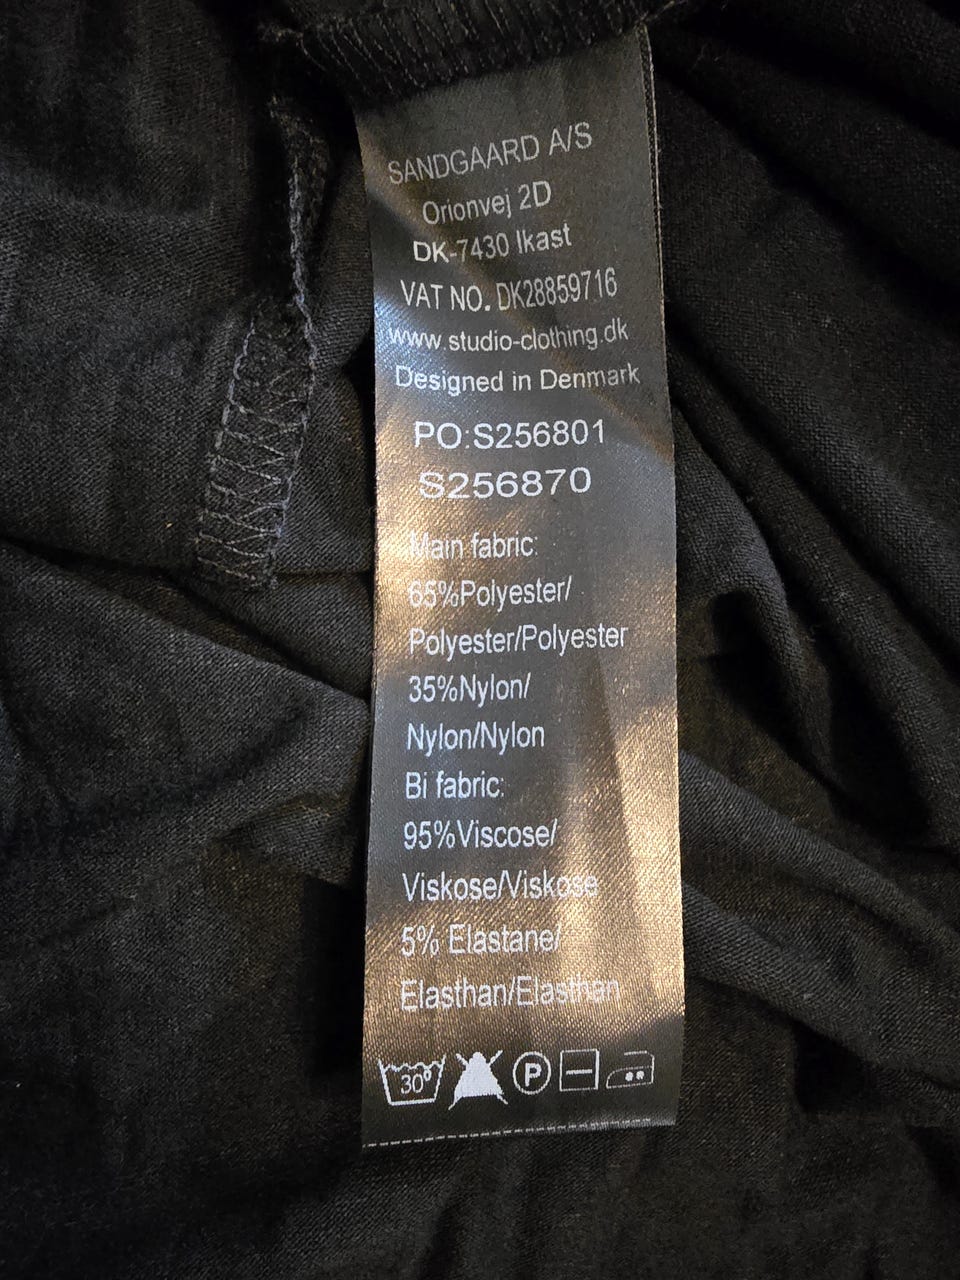 SANDGAARD A/S
Orionvej 2D
DK-7430 Ikast
VAT NO. DK28859716
www.studio-clothing.dk
Designed in Denmark
PO:S256801
S256870
Main fabric:
65%Polyester/
Polyester/Polyester
35%Nylon/
Nylon/Nylon
Bi fabric:
95%Viscose/
Viskose/Viskose
5% Elastane/
Elasthan/Elasthan
30° P